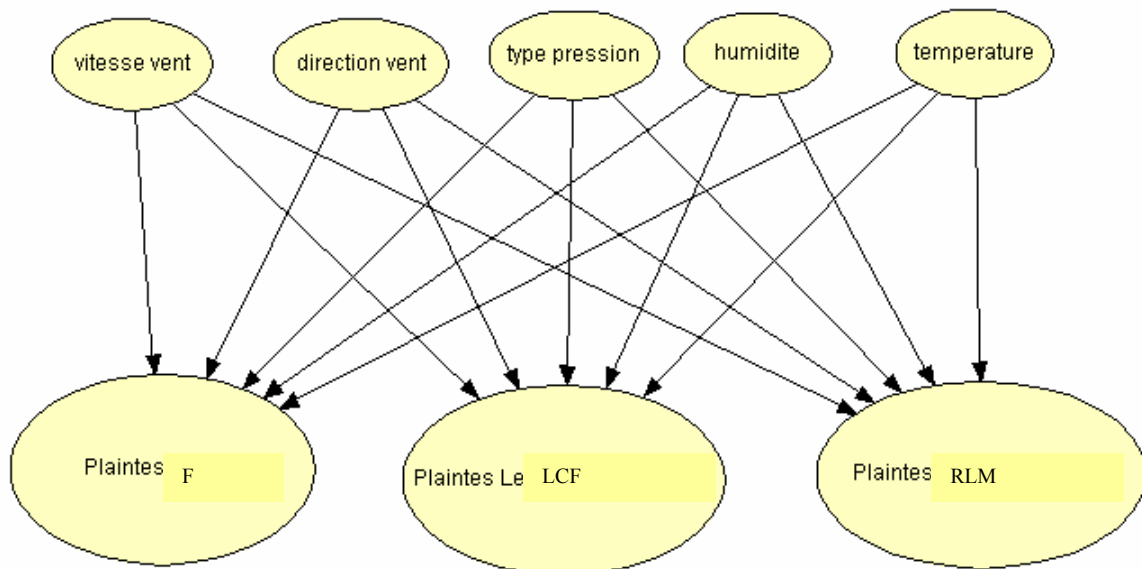 vitesse vent
direction vent
type pression
humidite
temperature
Plaintes F
Plaintes Le LCF
Plaintes RLM